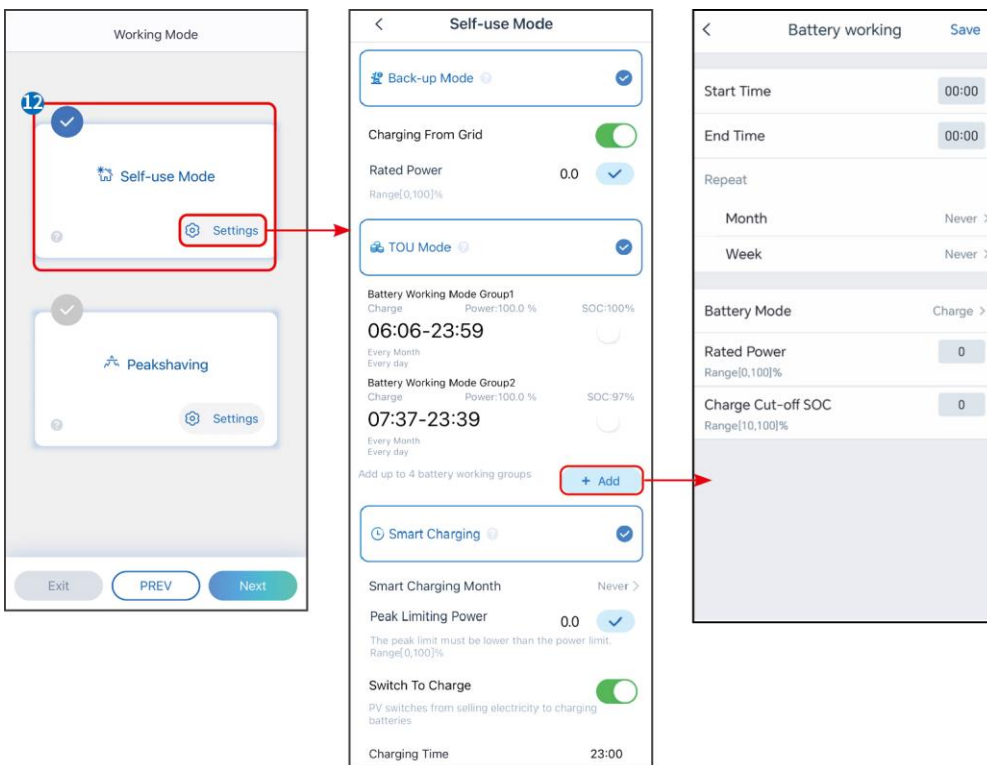 Working Mode
12
Self-use Mode
Settings
Peakshaving
Settings
Exit
PREV
Next
Self-use Mode
Back-up Mode
Charging From Grid
Rated Power
0.0
Range[0,100]%
TOU Mode
Battery Working Mode Group1
Charge Power:100.0 % SOC:100%
06:06-23:59
Every Month
Every day
Battery Working Mode Group2
Charge Power:100.0 % SOC:97%
07:37-23:39
Every Month
Every day
Add up to 4 battery working groups
+ Add
Smart Charging
Smart Charging Month Never >
Peak Limiting Power 0.0
The peak limit must be lower than the power limit.
Range[0,100]%
Switch To Charge
PV switches from selling electricity to charging
batteries
Charging Time 23:00
Battery working Save
Start Time 00:00
End Time 00:00
Repeat
Month Never >
Week Never >
Battery Mode Charge >
Rated Power 0
Range[0,100]%
Charge Cut-off SOC 0
Range[10,100]%